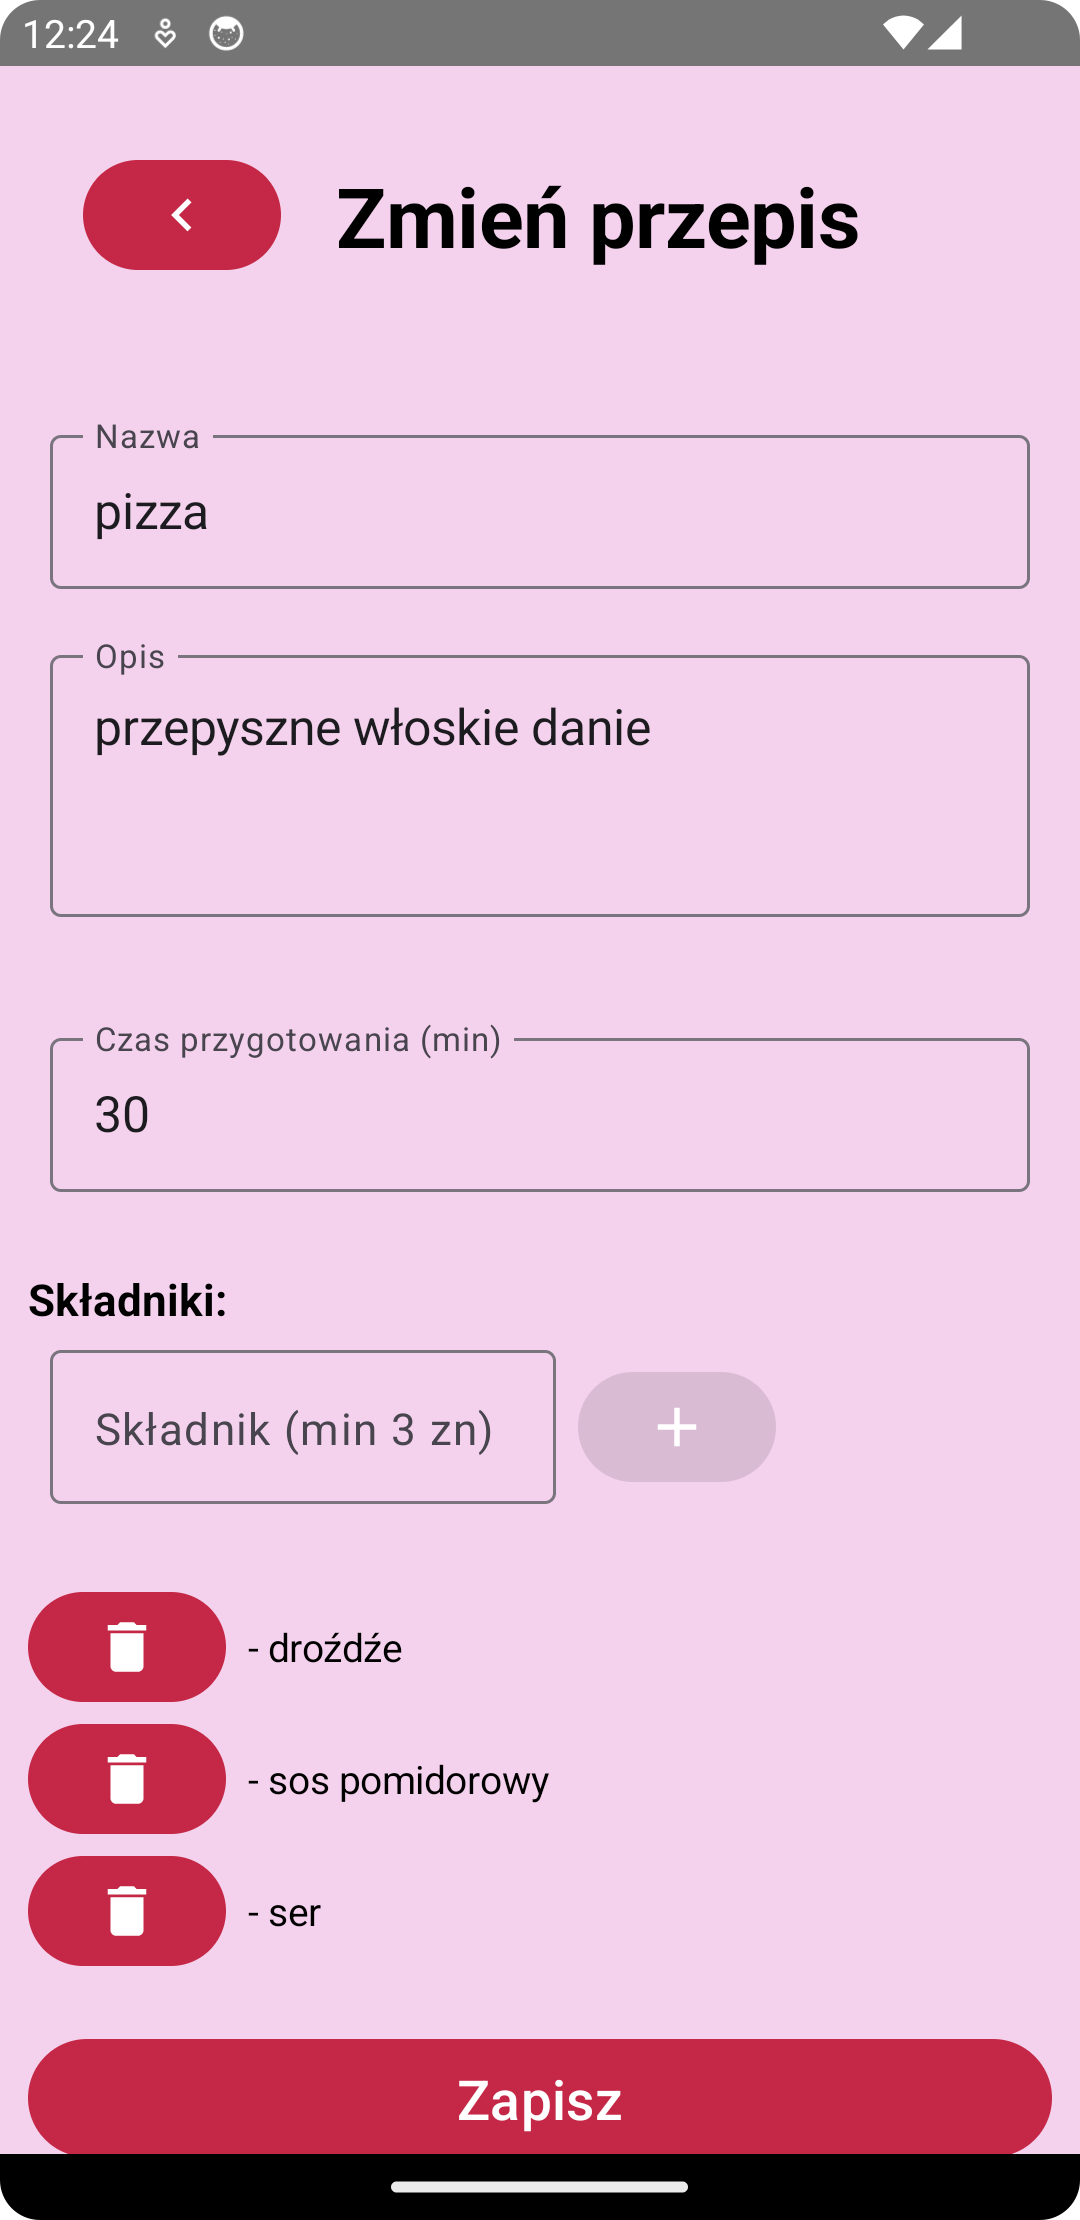 12:24
Zmień przepis
Nazwa
pizza
Opis
przepyszne włoskie danie
Czas przygotowania (min)
30
Składniki:
Składnik (min 3 zn)
- droźdźe
- sos pomidorowy
- ser
Zapisz